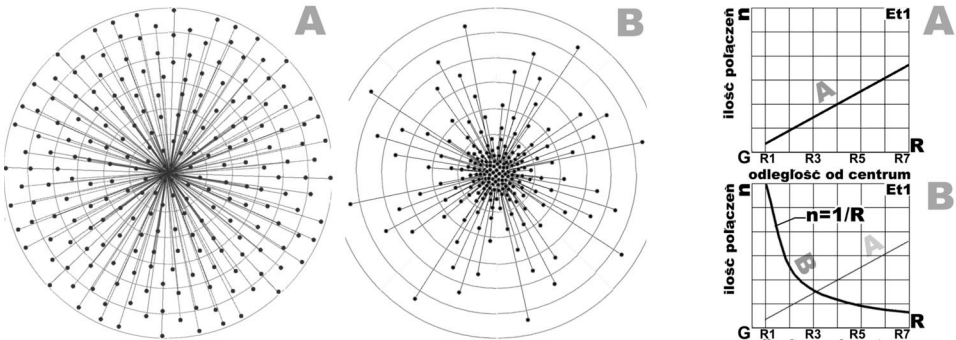 A
B
n
Et1
A
ilość połączeń
A
G R1 R3 R5 R7 R
odległość od centrum
n
Et1
B
n=1/R
ilość połączeń
A
B
R
G R1 R3 R5 R7